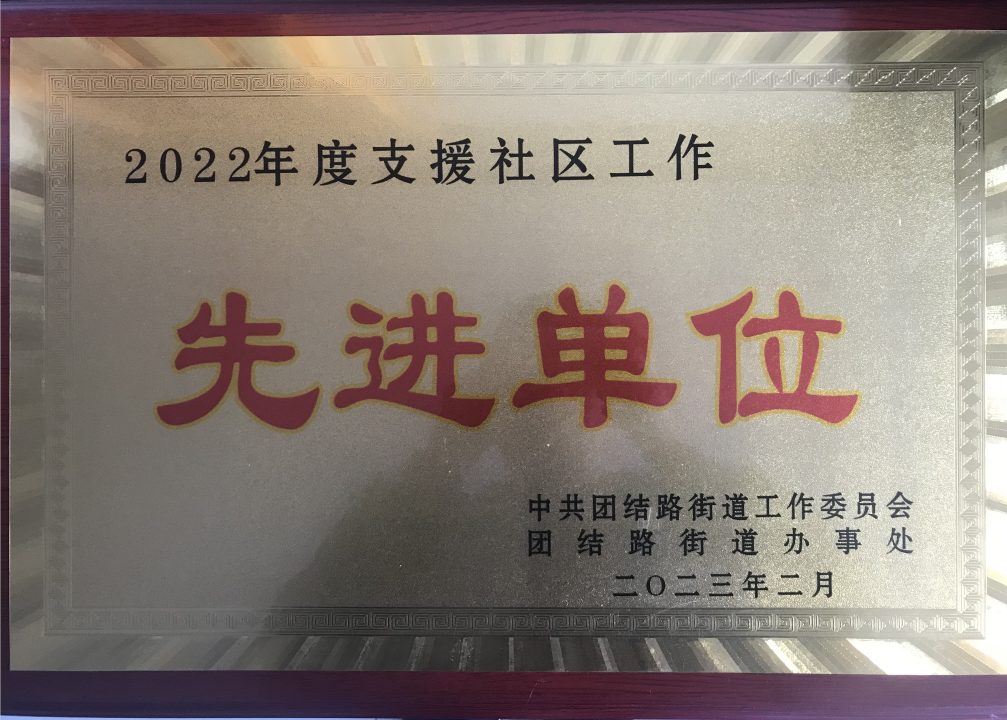 2022年度支援社区工作
先进单位
中共团结路街道工作委员会
团结路街道办事处
二〇二三年二月